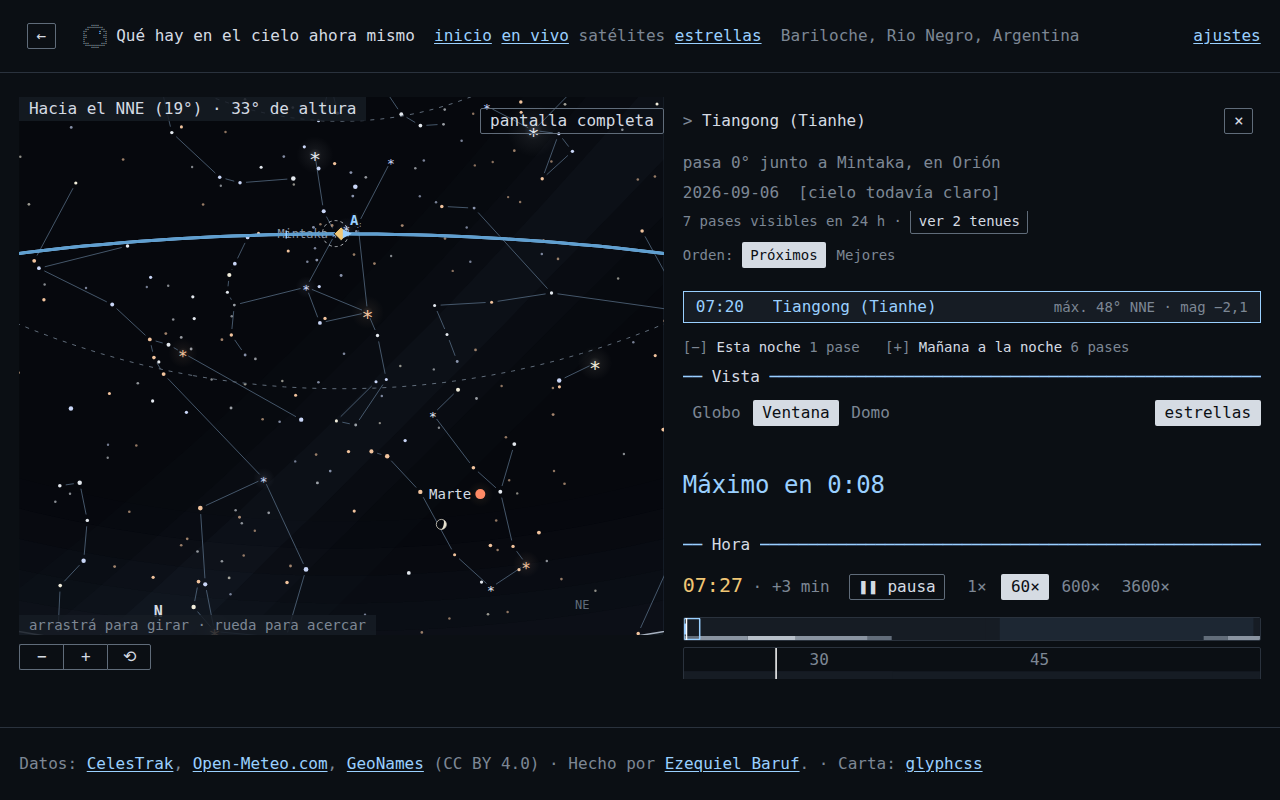 ← Qué hay en el cielo ahora mismo inicio en vivo satélites estrellas Bariloche, Rio Negro, Argentina ajustes
Hacia el NNE (19°) · 33° de altura
pantalla completa
A
Mintaka
Marte
N
NE
arrastrá para girar · rueda para acercar
− + ⟲
> Tiangong (Tianhe) ×
pasa 0° junto a Mintaka, en Orión
2026-09-06 [cielo todavía claro]
7 pases visibles en 24 h · ver 2 tenues
Orden: Próximos Mejores
07:20 Tiangong (Tianhe) máx. 48° NNE · mag −2,1
[−] Esta noche 1 pase [+] Mañana a la noche 6 pases
Vista
Globo Ventana Domo estrellas
Máximo en 0:08
Hora
07:27 · +3 min ❚❚ pausa 1× 60× 600× 3600×
30 45
Datos: CelesTrak, Open-Meteo.com, GeoNames (CC BY 4.0) · Hecho por Ezequiel Baruf. · Carta: glyphcss